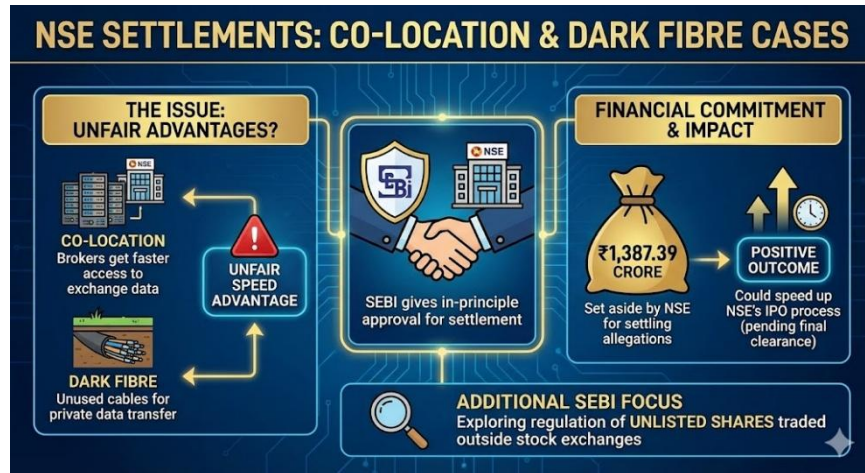 NSE SETTLEMENTS: CO-LOCATION & DARK FIBRE CASES
THE ISSUE:
UNFAIR ADVANTAGES?
NSE
CO-LOCATION
Brokers get faster
access to
exchange data
UNFAIR
SPEED
ADVANTAGE
DARK FIBRE
Unused cables for
private data transfer
SEBI
NSE
SEBI gives in-principle
approval for settlement
FINANCIAL COMMITMENT
& IMPACT
₹1,387.39
CRORE
Set aside by NSE
for settling
allegations
POSITIVE
OUTCOME
Could speed up
NSE's IPO process
(pending final
clearance)
ADDITIONAL SEBI FOCUS
Exploring regulation of UNLISTED SHARES traded
outside stock exchanges